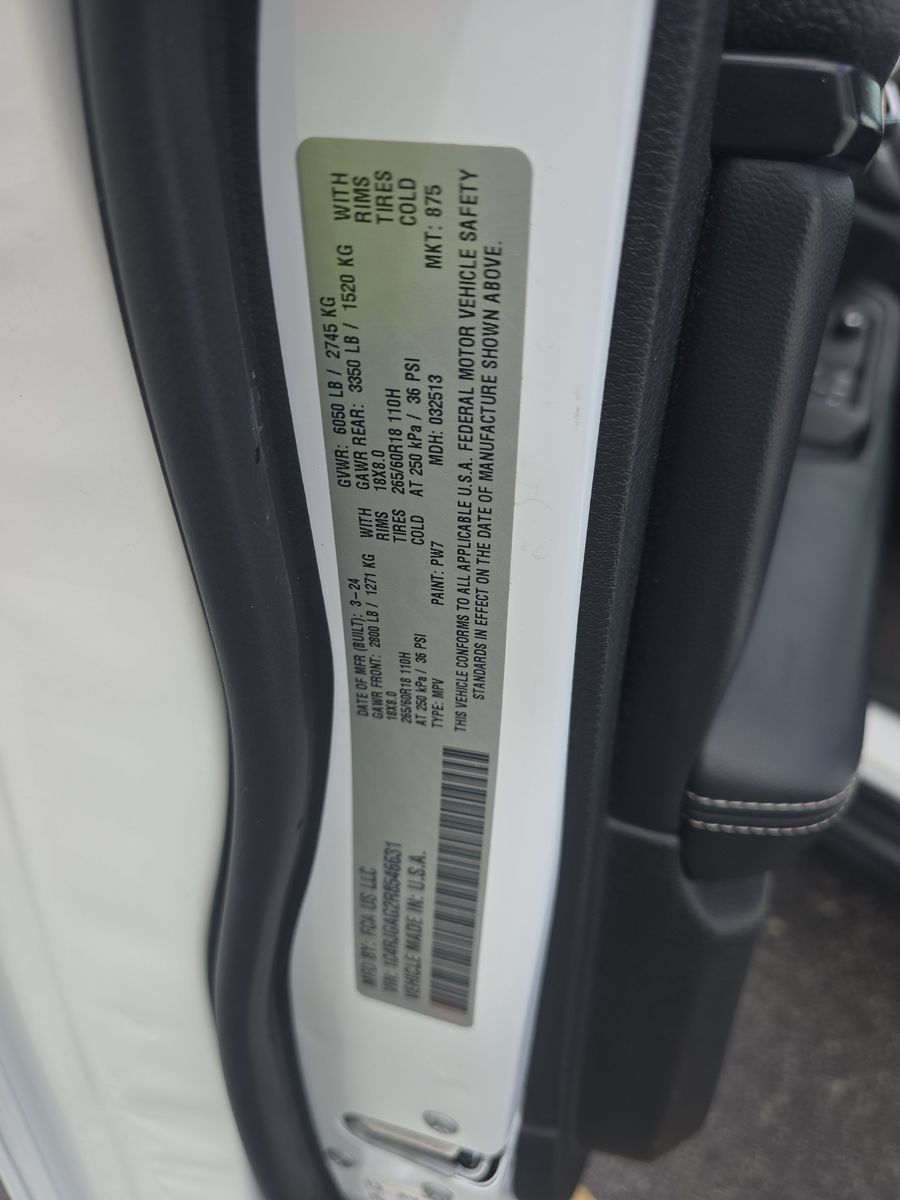 MFD BY: FCA US LLC
DATE OF MFR (BUILT): 3-24
GVWR: 6050 LB / 2745 KG
VIN: 1C4RJGAG2R8546631
GAWR FRONT: 2800 LB / 1271 KG WITH
GAWR REAR: 3350 LB / 1520 KG WITH
18X8.0 RIMS
18X8.0 RIMS
265/60R18 110H TIRES
265/60R18 110H TIRES
AT 250 kPa / 36 PSI COLD
AT 250 kPa / 36 PSI COLD
VEHICLE MADE IN: U.S.A.
TYPE: MPV PAINT: PW7 MDH: 032513 MKT: 875
THIS VEHICLE CONFORMS TO ALL APPLICABLE U.S.A. FEDERAL MOTOR VEHICLE SAFETY
STANDARDS IN EFFECT ON THE DATE OF MANUFACTURE SHOWN ABOVE.